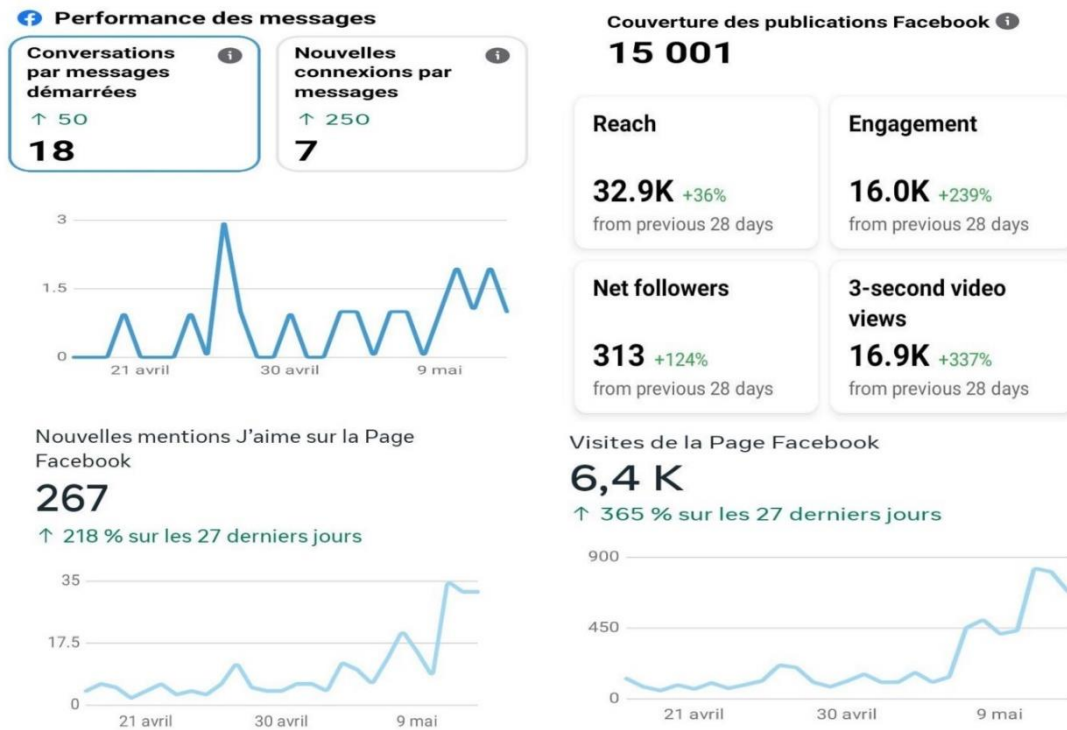 Performance des messages
Conversations
par messages
démarrées
↑ 50
18
Nouvelles
connexions par
messages
↑ 250
7
3
1.5
0
21 avril
30 avril
9 mai
Couverture des publications Facebook
15 001
Reach
32.9K +36%
from previous 28 days
Engagement
16.0K +239%
from previous 28 days
Net followers
313 +124%
from previous 28 days
3-second video
views
16.9K +337%
from previous 28 days
Nouvelles mentions J’aime sur la Page
Facebook
267
↑ 218 % sur les 27 derniers jours
35
17.5
0
21 avril
30 avril
9 mai
Visites de la Page Facebook
6,4 K
↑ 365 % sur les 27 derniers jours
900
450
0
21 avril
30 avril
9 mai